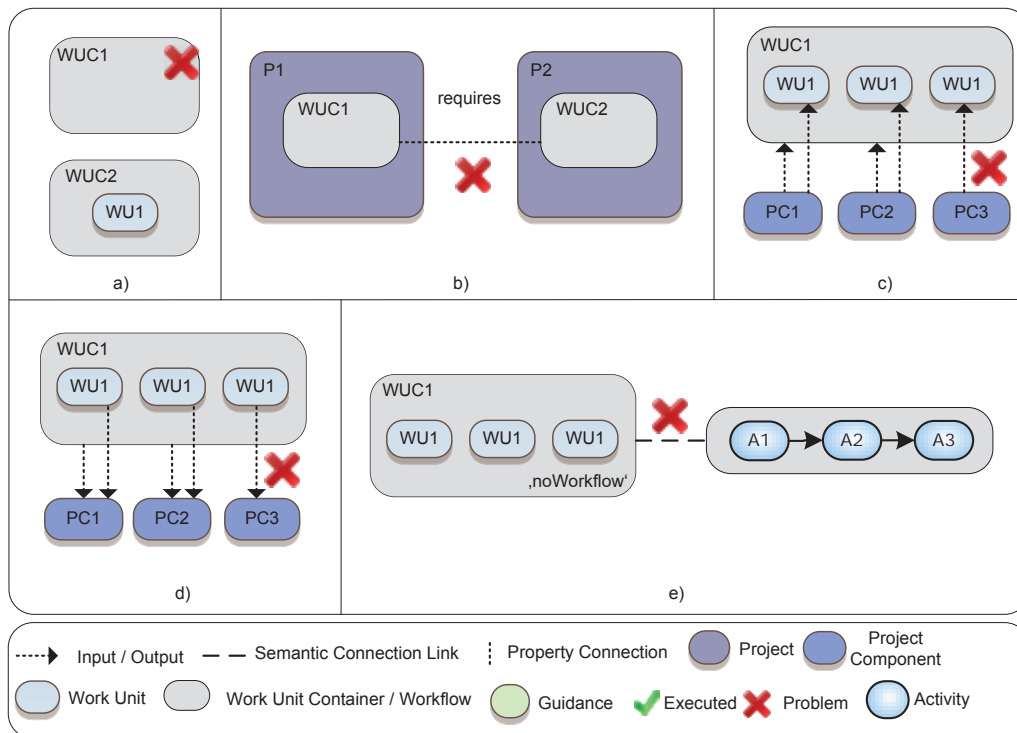 WUC1
WUC2
WU1
a)
P1
WUC1
requires
P2
WUC2
b)
WUC1
WU1 WU1 WU1
PC1 PC2 PC3
c)
WUC1
WU1 WU1 WU1
PC1 PC2 PC3
d)
WUC1
WU1 WU1 WU1
‚noWorkflow‘
A1 A2 A3
e)
Input / Output Semantic Connection Link Property Connection Project Project
Component
Work Unit Work Unit Container / Workflow Guidance Executed Problem Activity